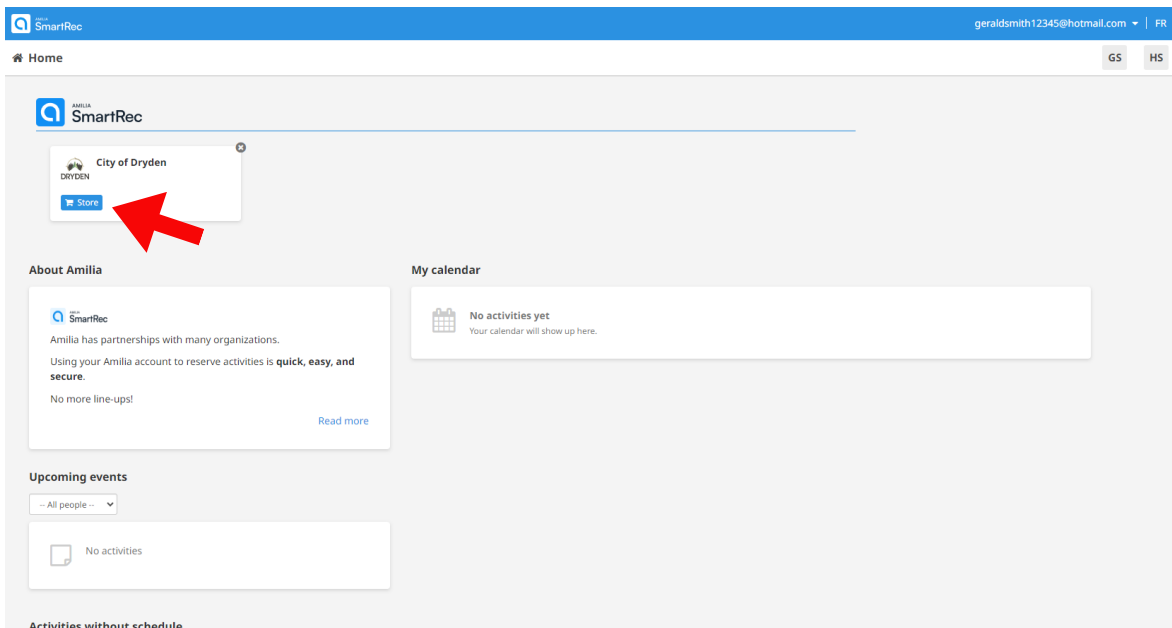 AMILIA
SmartRec
geraldsmith12345@hotmail.com
FR
Home
GS
HS
AMILIA
SmartRec
City of Dryden
DRYDEN
Store
About Amilia
My calendar
AMILIA
SmartRec
Amilia has partnerships with many organizations.
Using your Amilia account to reserve activities is quick, easy, and
secure.
No more line-ups!
Read more
No activities yet
Your calendar will show up here.
Upcoming events
-- All people --
No activities
Activities without schedule